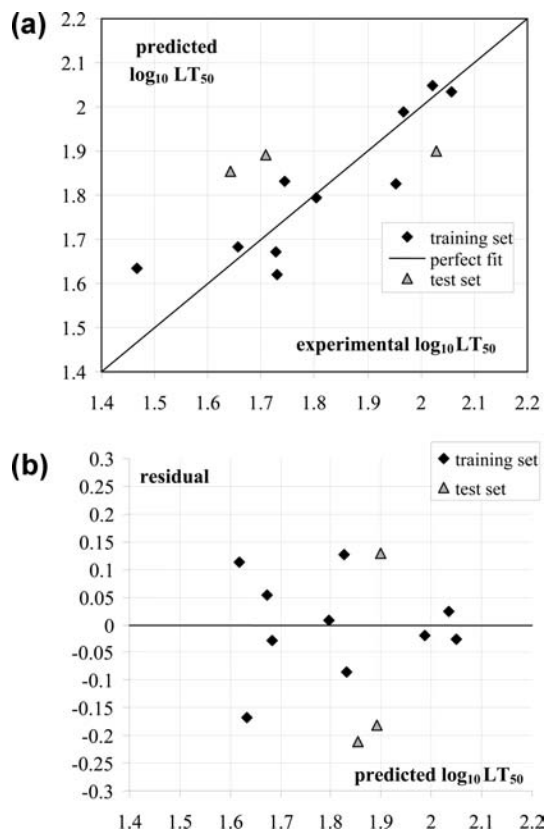 (a)
2.2
2.1
2
1.9
1.8
1.7
1.6
1.5
1.4
predicted
log₁₀ LT₅₀
training set
perfect fit
test set
experimental log₁₀LT₅₀
1.4 1.5 1.6 1.7 1.8 1.9 2 2.1 2.2
(b)
0.3
0.25
0.2
0.15
0.1
0.05
0
-0.05
-0.1
-0.15
-0.2
-0.25
-0.3
residual
training set
test set
predicted log₁₀LT₅₀
1.4 1.5 1.6 1.7 1.8 1.9 2 2.1 2.2